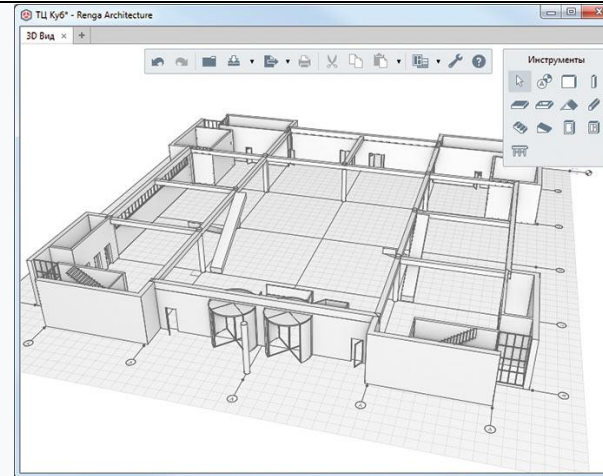 ТЦ Куб* - Renga Architecture
3D Вид × +
Инструменты